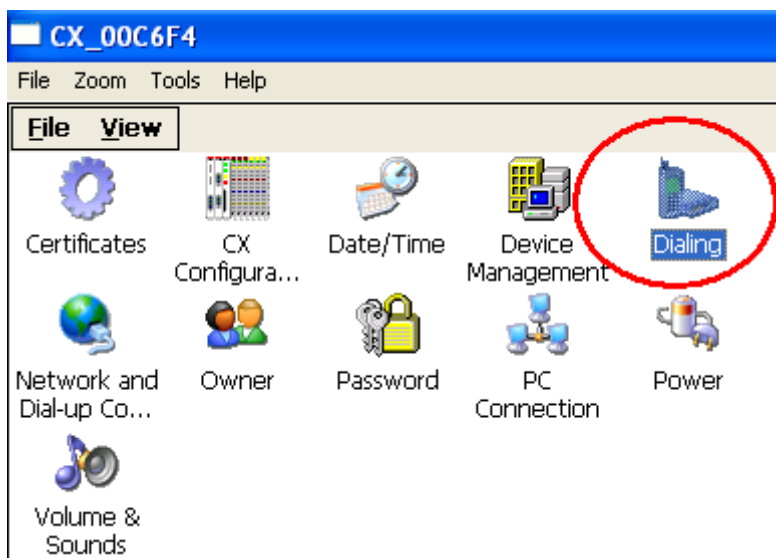 CX_00C6F4
File Zoom Tools Help
File View
Certificates
CX
Configura...
Date/Time
Device
Management
Dialing
Network and
Dial-up Co...
Owner
Password
PC
Connection
Power
Volume &
Sounds